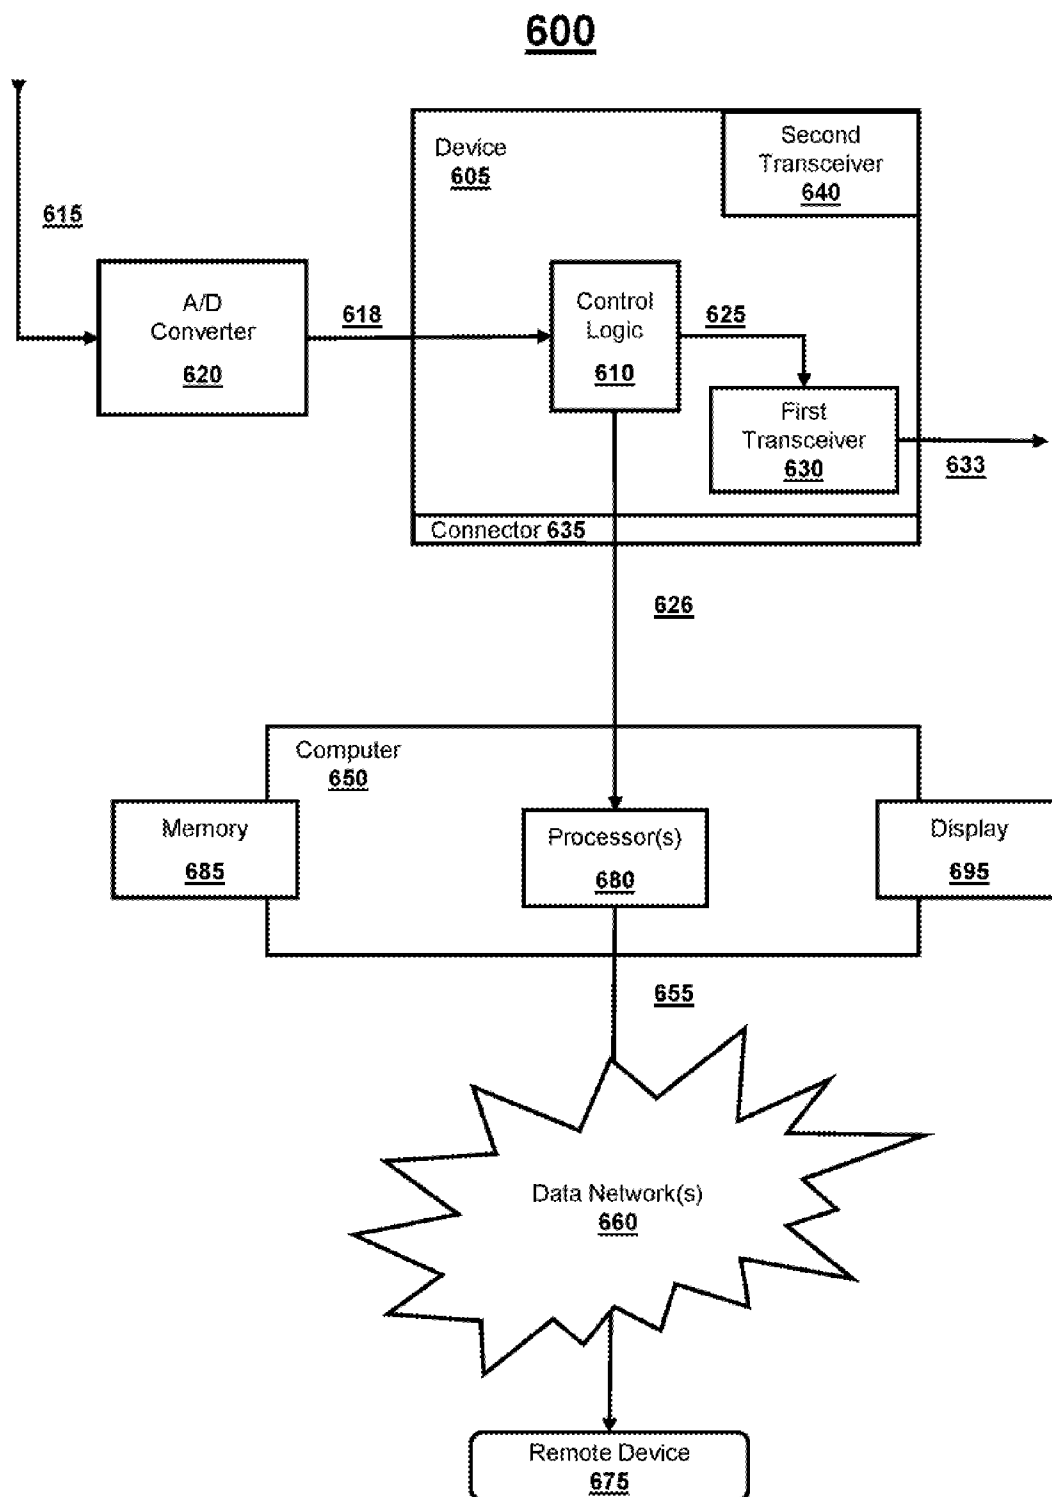 600
Device
605
Second
Transceiver
640
615
A/D
Converter
620
618
Control
Logic
610
625
First
Transceiver
630
633
Connector 635
626
Computer
650
Memory
685
Processor(s)
680
Display
695
655
Data Network(s)
660
Remote Device
675